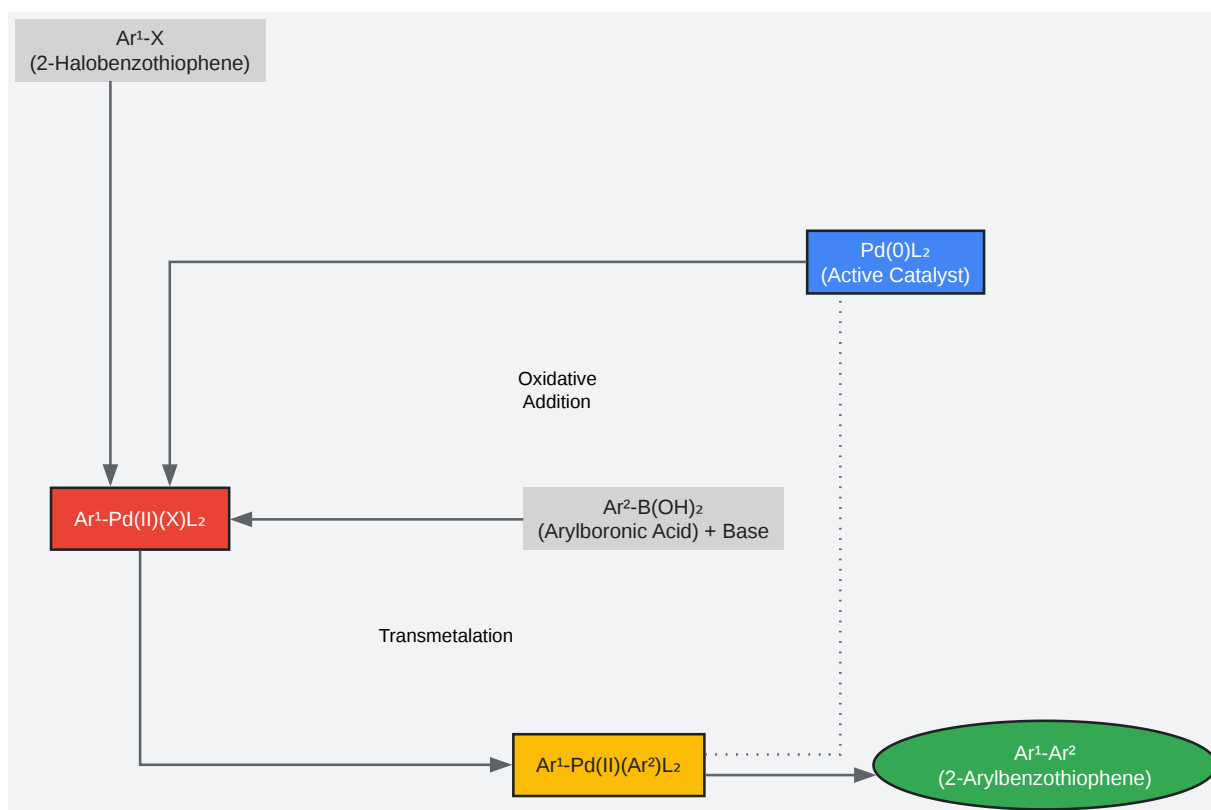 Ar¹-X
(2-Halobenzothiophene)
Pd(0)L₂
(Active Catalyst)
Oxidative
Addition
Ar¹-Pd(II)(X)L₂
Ar²-B(OH)₂
(Arylboronic Acid) + Base
Transmetalation
Ar¹-Pd(II)(Ar²)L₂
Ar¹-Ar²
(2-Arylbenzothiophene)